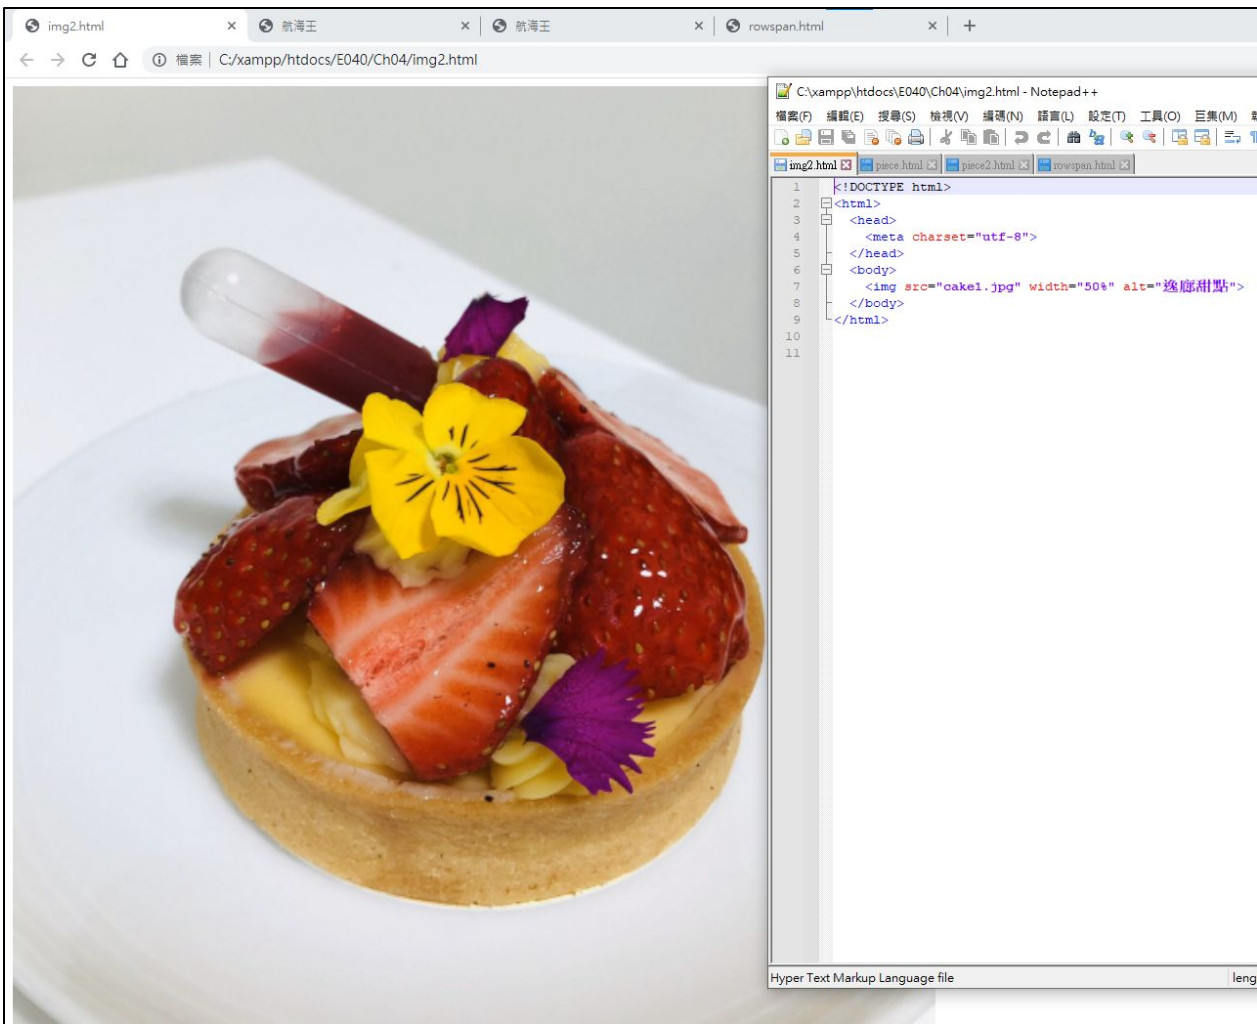 img2.html
航海王
航海王
rowspan.html
檔案 | C:/xampp/htdocs/E040/Ch04/img2.html
C:\xampp\htdocs\E040\Ch04\img2.html - Notepad++
檔案(F) 編輯(E) 搜尋(S) 檢視(V) 編碼(N) 語言(L) 設定(T) 工具(O) 巨集(M)
img2.html piece.html piece2.html rowspan.html
1 <!DOCTYPE html>
2 <html>
3 <head>
4 <meta charset="utf-8">
5 </head>
6 <body>
7 <img src="cake1.jpg" width="50%" alt="逸廊甜點">
8 </body>
9 </html>
10
11
Hyper Text Markup Language file leng